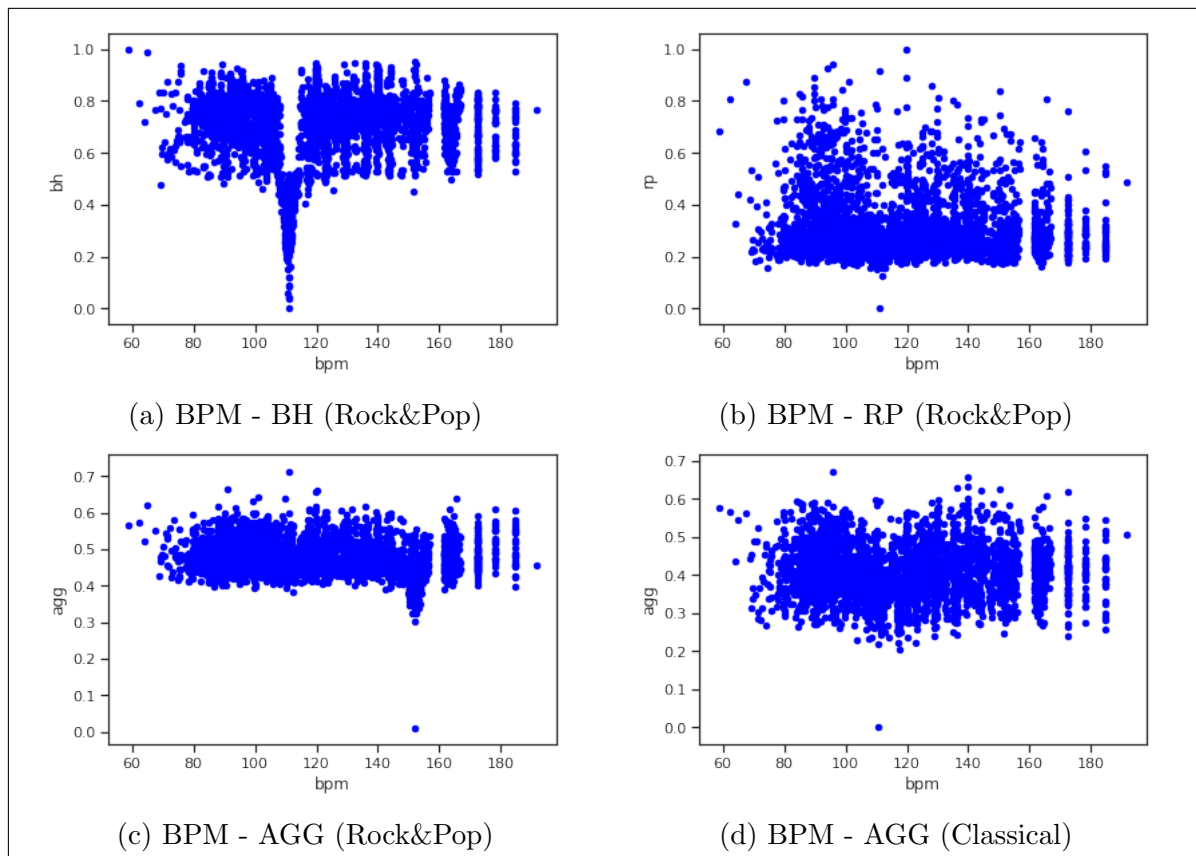 1.0
0.8
0.6
0.4
0.2
0.0
bh
60 80 100 120 140 160 180
bpm
(a) BPM - BH (Rock&Pop)
1.0
0.8
0.6
0.4
0.2
0.0
rp
60 80 100 120 140 160 180
bpm
(b) BPM - RP (Rock&Pop)
0.7
0.6
0.5
0.4
0.3
0.2
0.1
0.0
agg
60 80 100 120 140 160 180
bpm
(c) BPM - AGG (Rock&Pop)
0.7
0.6
0.5
0.4
0.3
0.2
0.1
0.0
agg
60 80 100 120 140 160 180
bpm
(d) BPM - AGG (Classical)